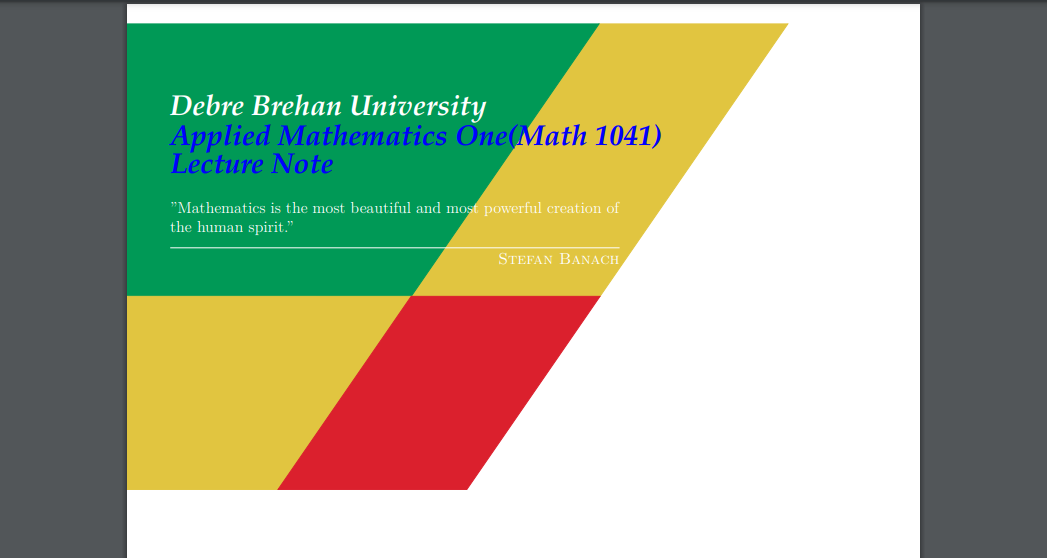 Debre Brehan University
Applied Mathematics One(Math 1041)
Lecture Note
”Mathematics is the most beautiful and most powerful creation of
the human spirit.”
Stefan Banach